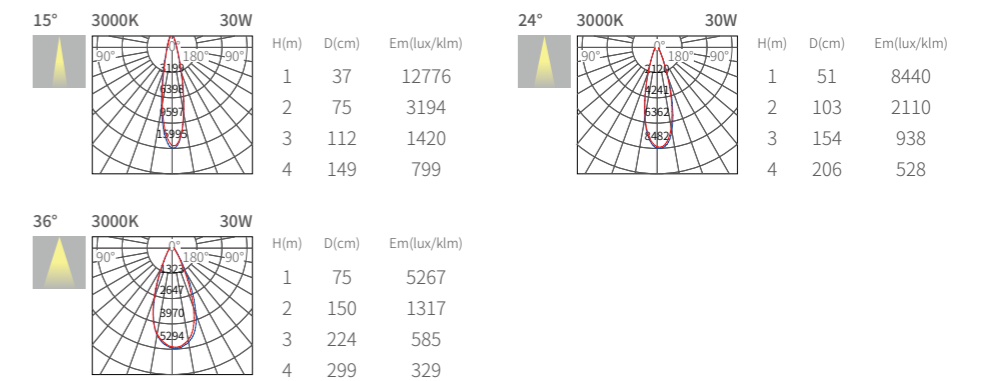 15° 3000K 30W
H(m) D(cm) Em(lux/klm)
0°
90° 180° 90°
3199
6398
9597
15995
1 37 12776
2 75 3194
3 112 1420
4 149 799
24° 3000K 30W
H(m) D(cm) Em(lux/klm)
0°
90° 180° 90°
2120
4241
6362
8482
1 51 8440
2 103 2110
3 154 938
4 206 528
36° 3000K 30W
H(m) D(cm) Em(lux/klm)
0°
90° 180° 90°
1323
2647
3970
5294
1 75 5267
2 150 1317
3 224 585
4 299 329